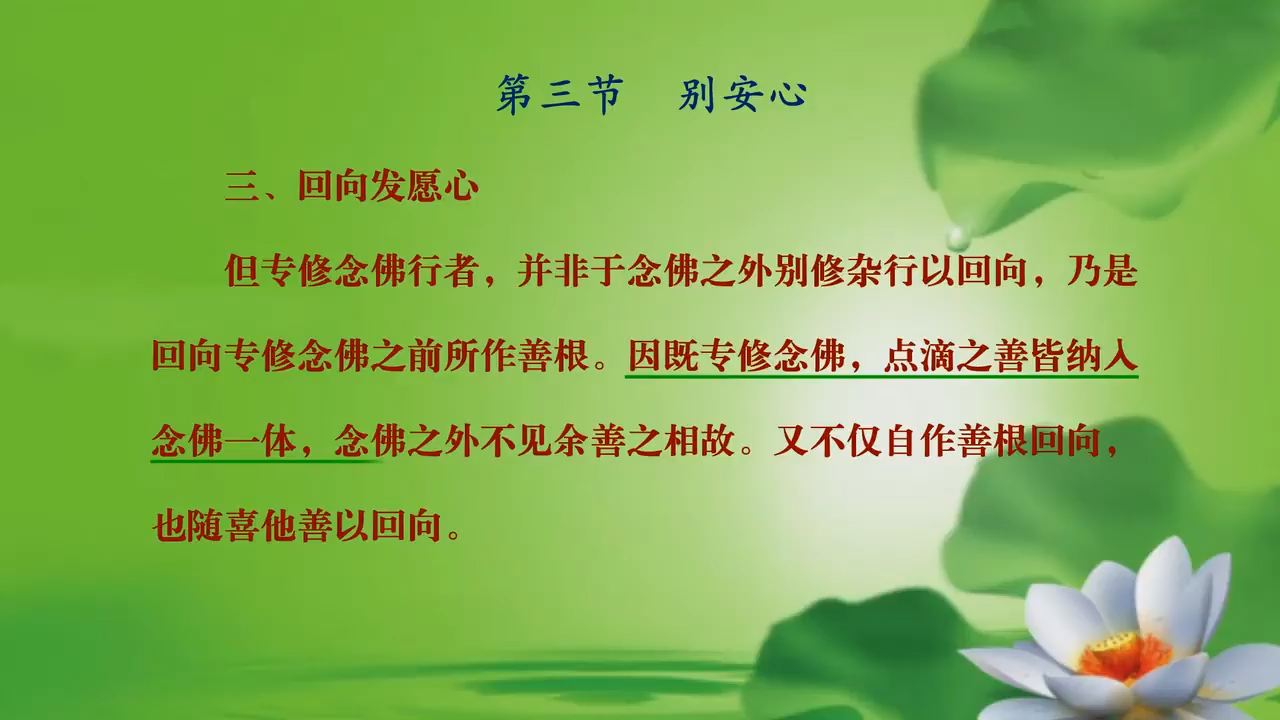 第三节　别安心
三、回向发愿心
但专修念佛行者，并非于念佛之外别修杂行以回向，乃是
回向专修念佛之前所作善根。因既专修念佛，点滴之善皆纳入
念佛一体，念佛之外不见余善之相故。又不仅自作善根回向，
也随喜他善以回向。